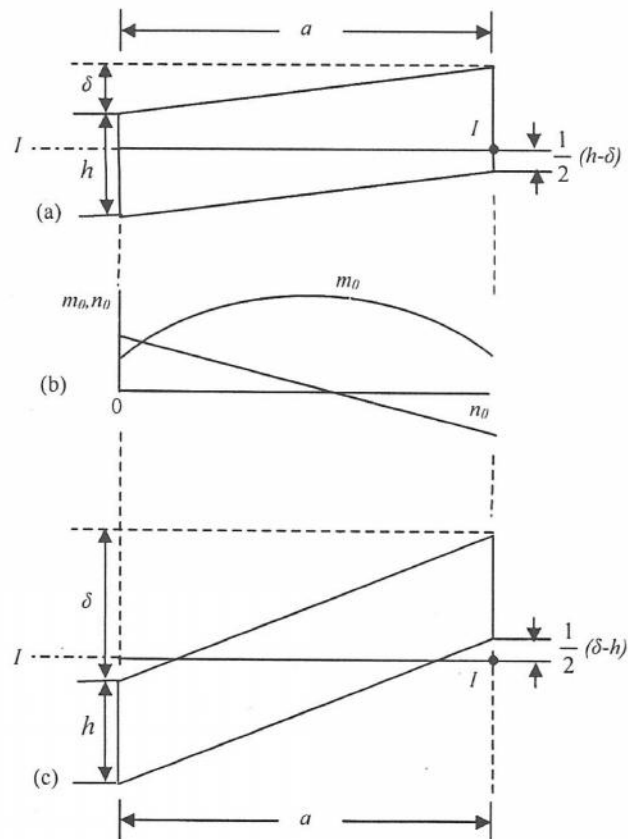 a
δ
I
I
h
1/2 (h-δ)
(a)
m₀
m₀,n₀
(b)
0
n₀
δ
I
1/2 (δ-h)
I
h
(c)
a